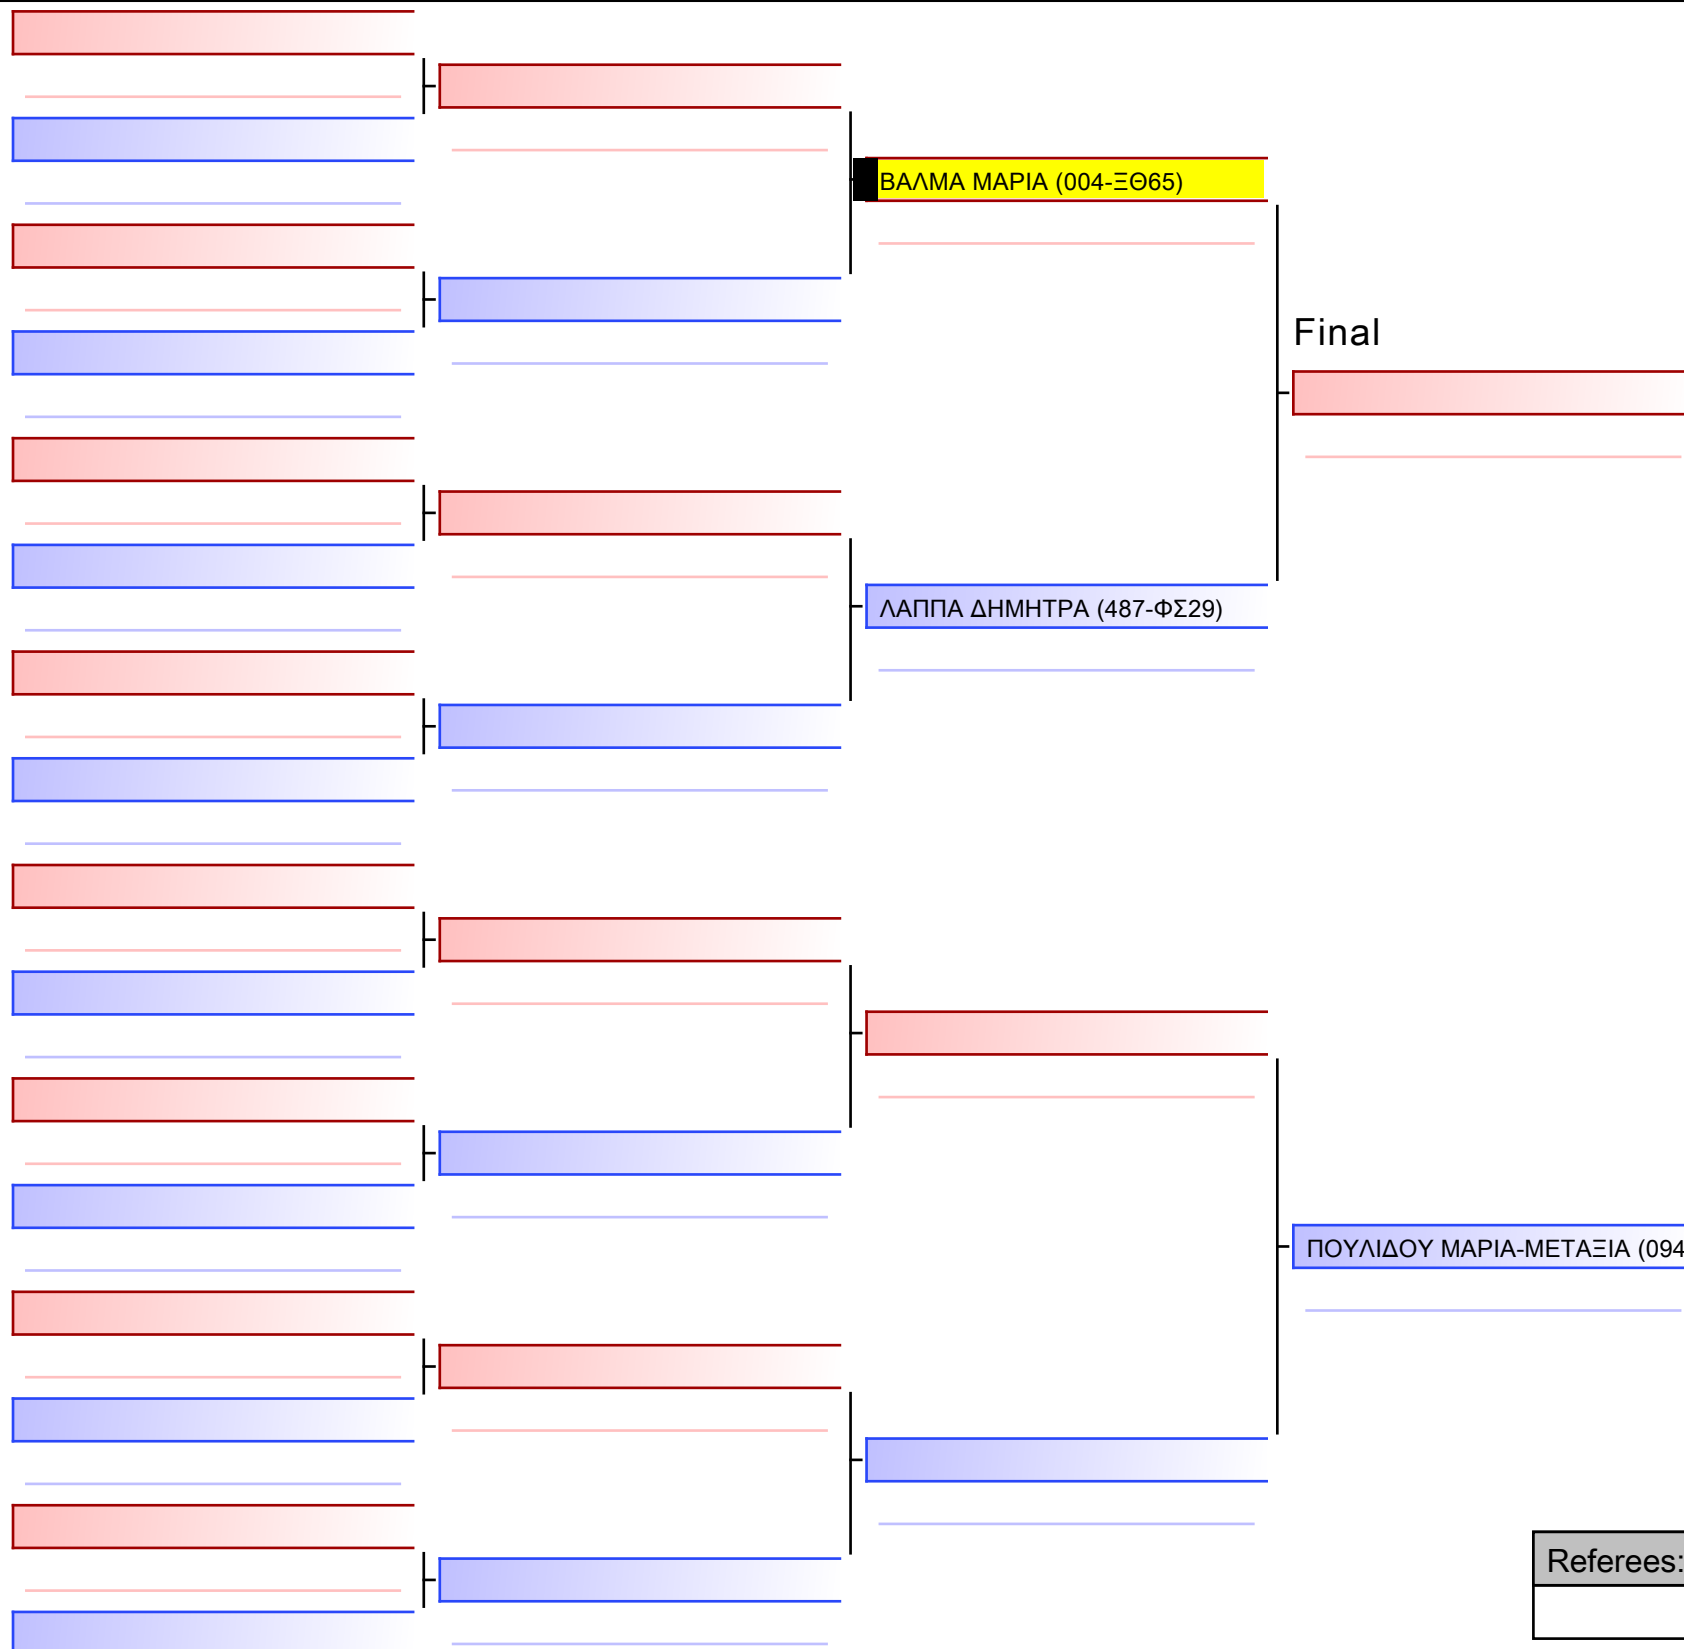 ΒΑΛΜΑ ΜΑΡΙΑ (004-ΞΘ65)
Final
ΛΑΠΠΑ ΔΗΜΗΤΡΑ (487-ΦΣ29)
ΠΟΥΛΙΔΟΥ ΜΑΡΙΑ-ΜΕΤΑΞΙΑ (094
Referees: